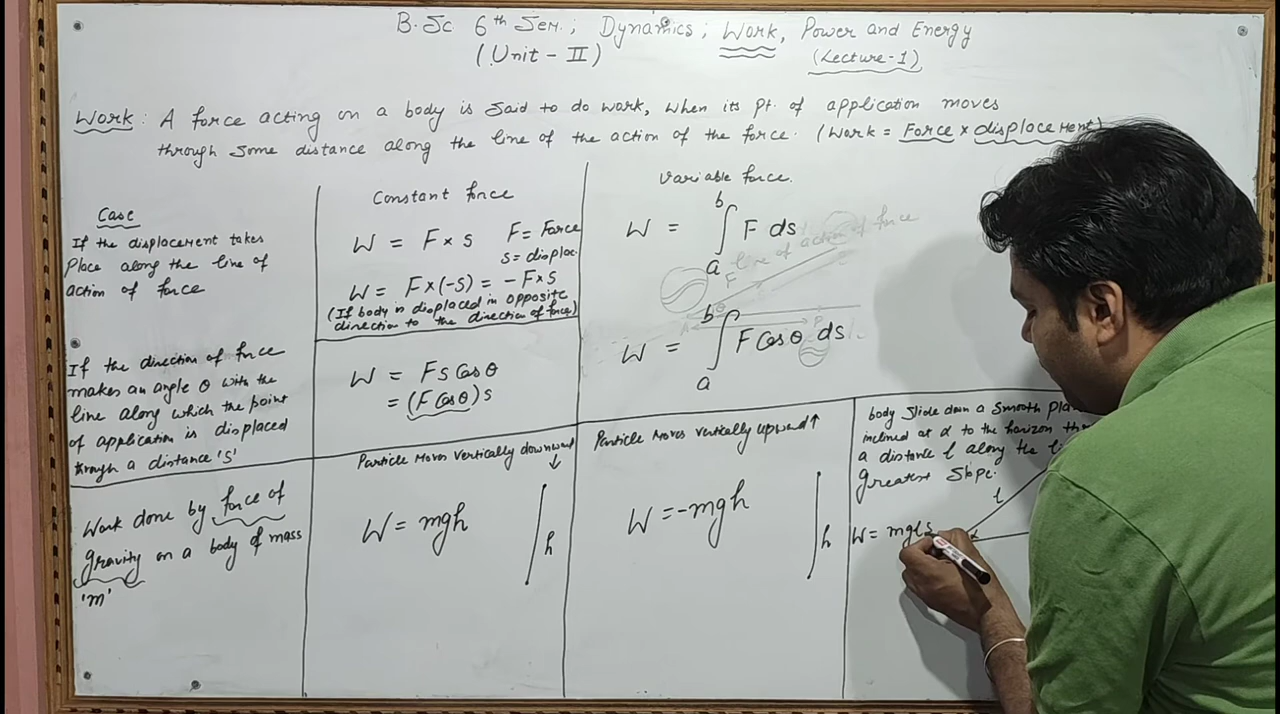 B.Sc 6th Sem.; Dynamics; Work, Power and Energy
(Unit - II) (Lecture-1)
Work: A force acting on a body is said to do work, when its pt. of application moves
through some distance along the line of the action of the force. (Work = Force x displacement)
Case
If the displacement takes
place along the line of
action of force
Constant force
W = F x s F = Force
s = displac.
W = F x (-s) = - F x s
(If body is displaced in opposite
direction to the direction of force)
Variable force.
W = ∫ₐᵇ F ds
line of action of force
F
θ
A
W = ∫ₐᵇ F Cos θ ds
If the direction of force
makes an angle θ with the
line along which the point
of application is displaced
through a distance 's'
W = Fs Cos θ
= (F Cos θ) s
Work done by force of
gravity on a body of mass
'm'
Particle Moves vertically downward ↓
W = mgh
h
Particle Moves vertically upward ↑
W = -mgh
h
body slide down a smooth
inclined at α to the horizon
a distance l along the
greatest slope.
l
W = mgl